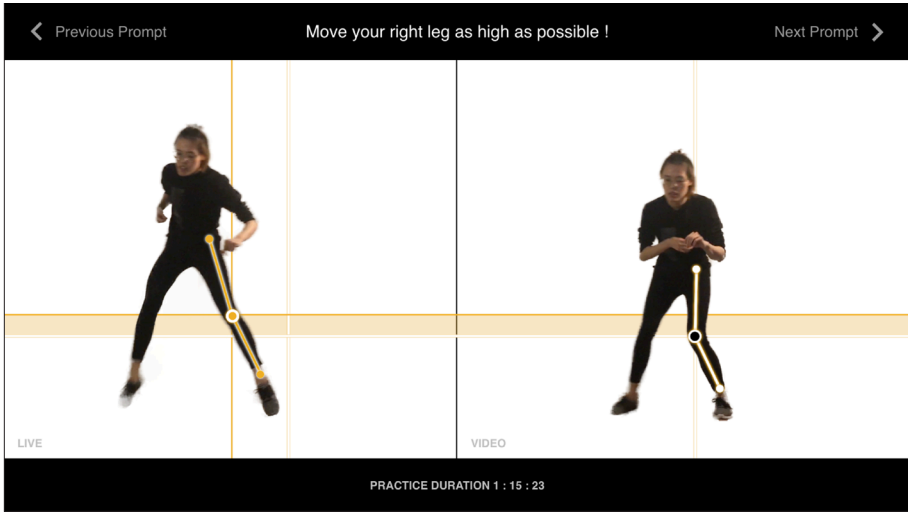 Previous Prompt
Move your right leg as high as possible !
Next Prompt
LIVE
VIDEO
PRACTICE DURATION 1 : 15 : 23